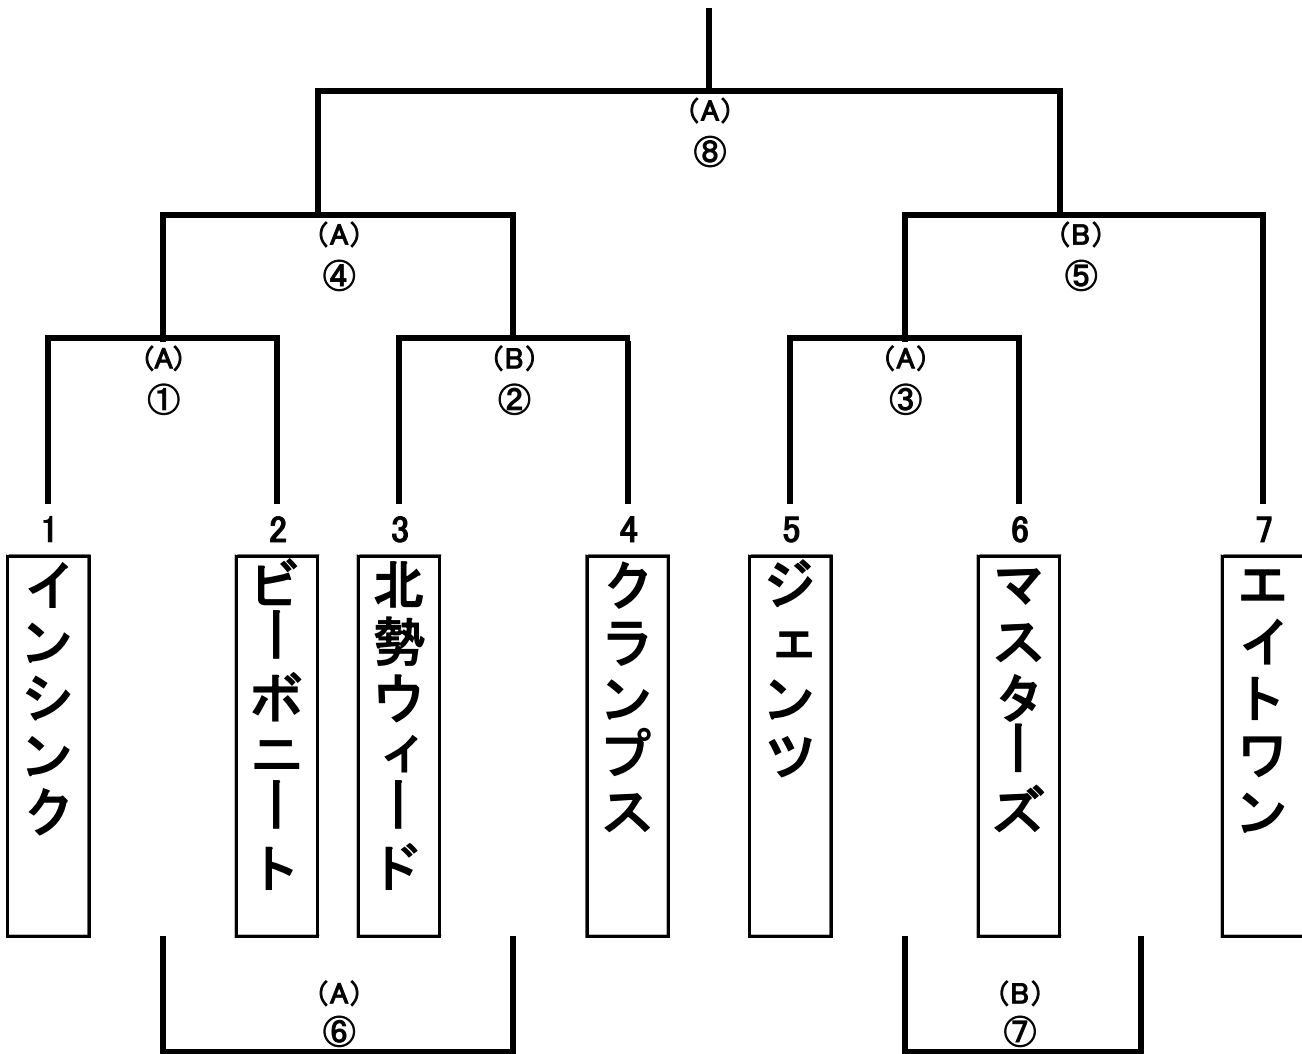 (A)
⑧
(A)
④
(B)
⑤
(A)
①
(B)
②
(A)
③
1
2
3
4
5
6
7
インシンク
ビーボニート
北勢ウィード
クランプス
ジェンツ
マスターズ
エイトワン
(A)
⑥
(B)
⑦